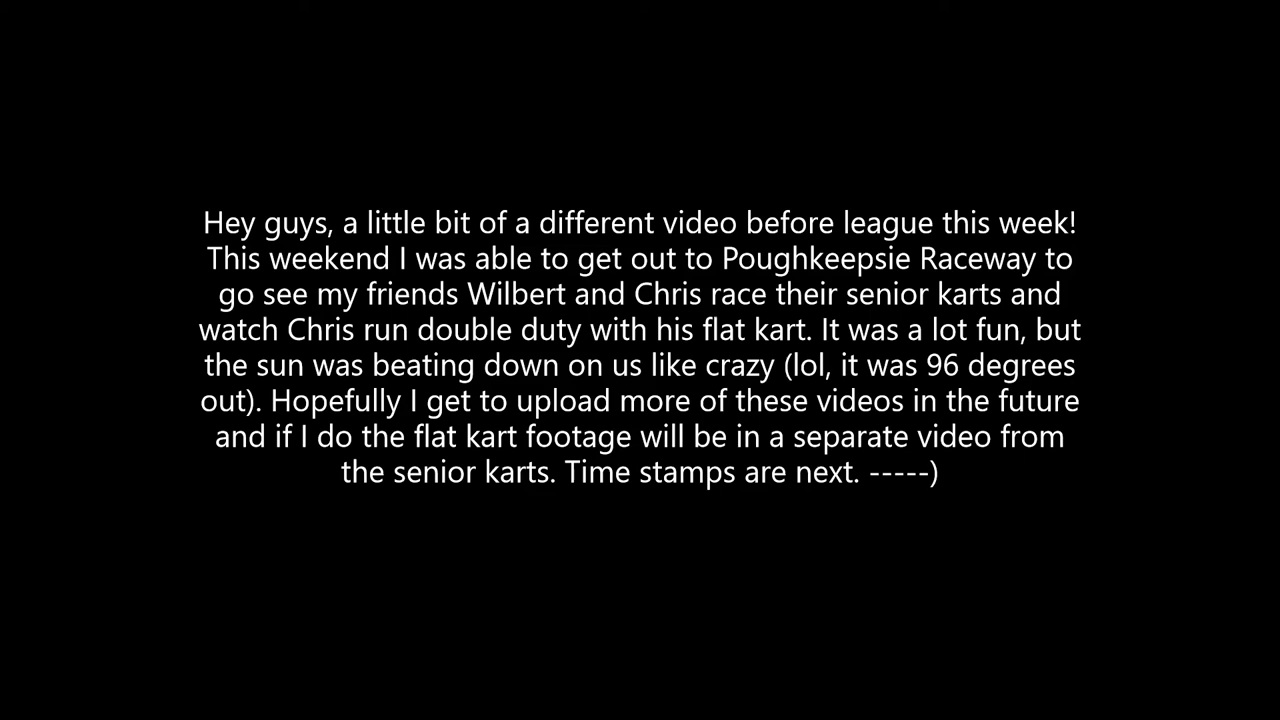 Hey guys, a little bit of a different video before league this week!
This weekend I was able to get out to Poughkeepsie Raceway to
go see my friends Wilbert and Chris race their senior karts and
watch Chris run double duty with his flat kart. It was a lot fun, but
the sun was beating down on us like crazy (lol, it was 96 degrees
out). Hopefully I get to upload more of these videos in the future
and if I do the flat kart footage will be in a separate video from
the senior karts. Time stamps are next. -----)